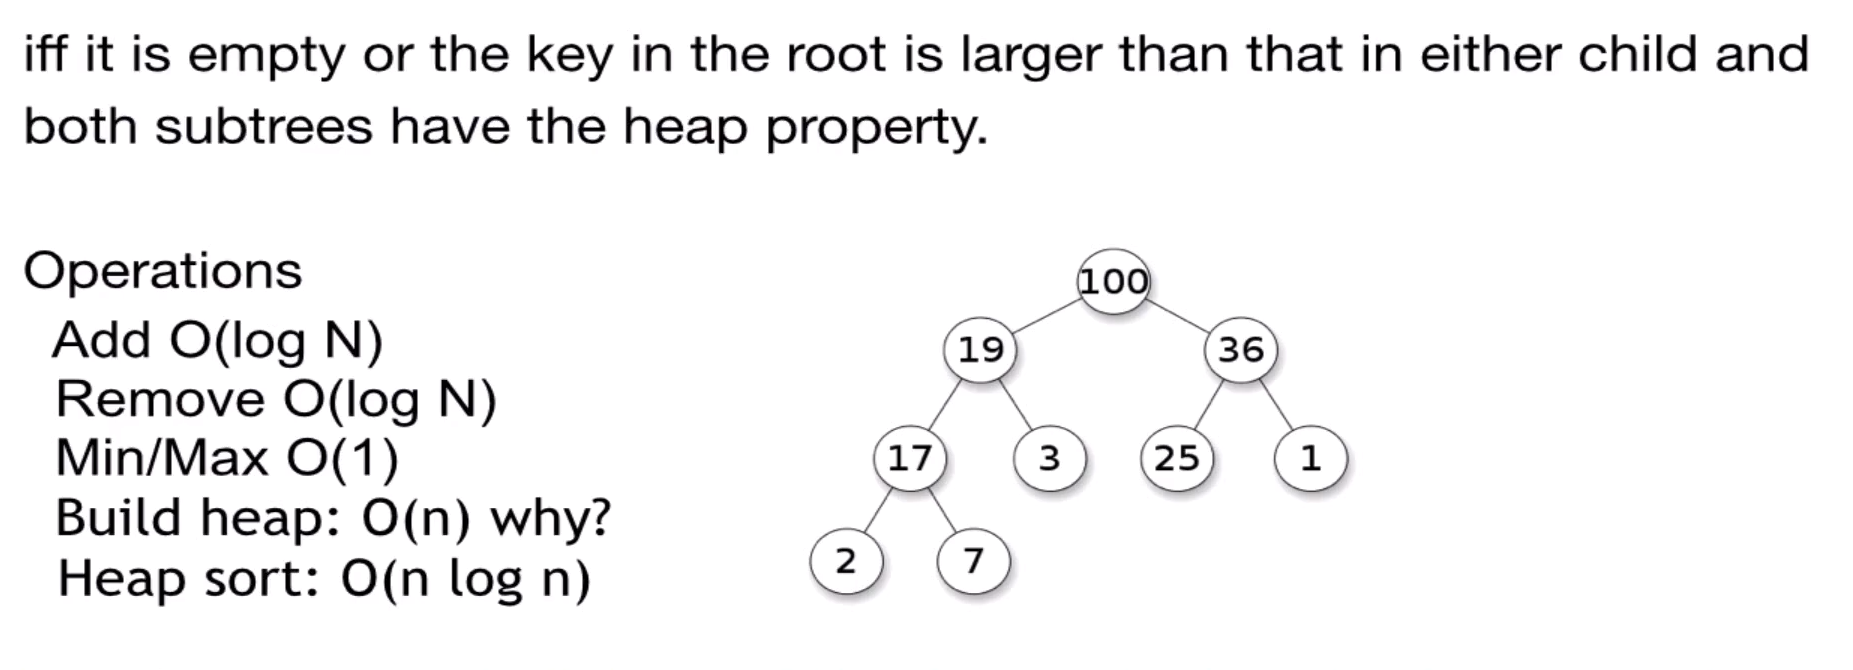 iff it is empty or the key in the root is larger than that in either child and
both subtrees have the heap property.
Operations
Add O(log N)
Remove O(log N)
Min/Max O(1)
Build heap: O(n) why?
Heap sort: O(n log n)
100
19 36
17 3 25 1
2 7